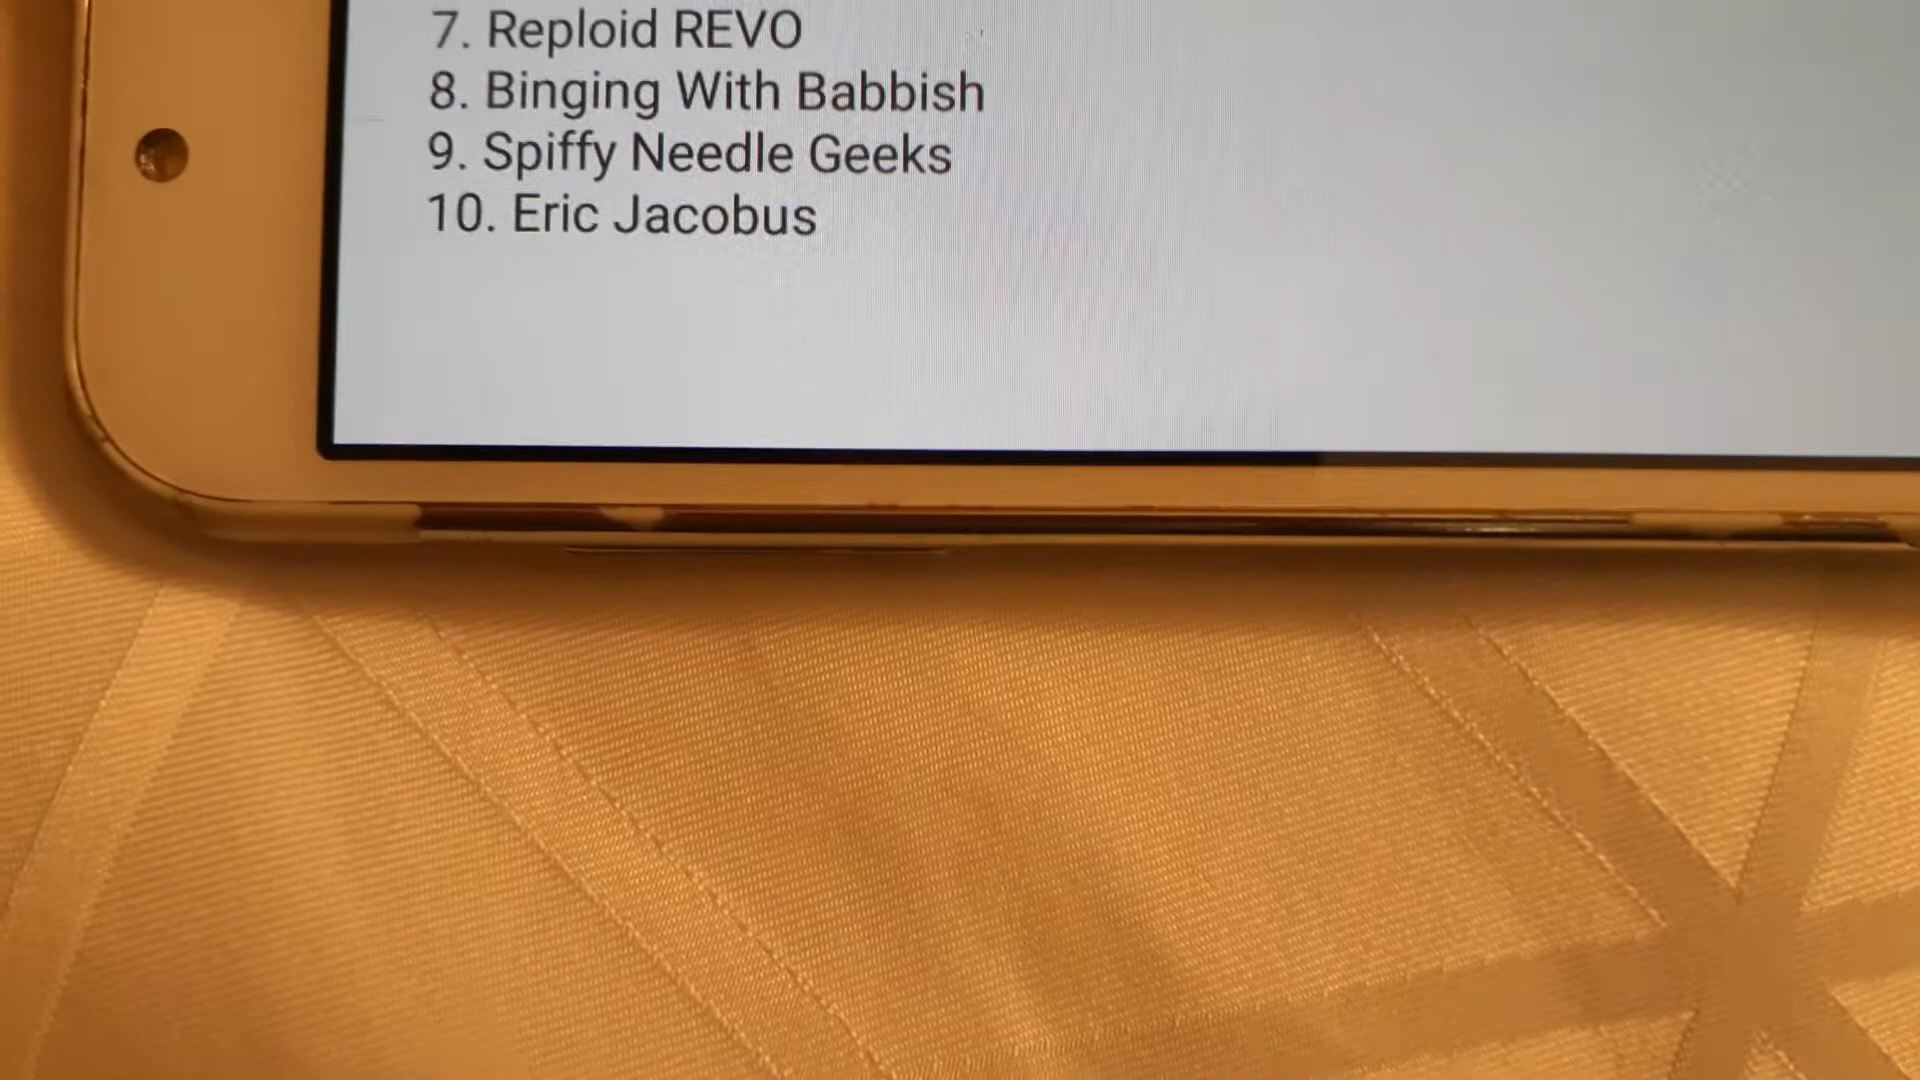 7. Reploid REVO
8. Binging With Babbish
9. Spiffy Needle Geeks
10. Eric Jacobus